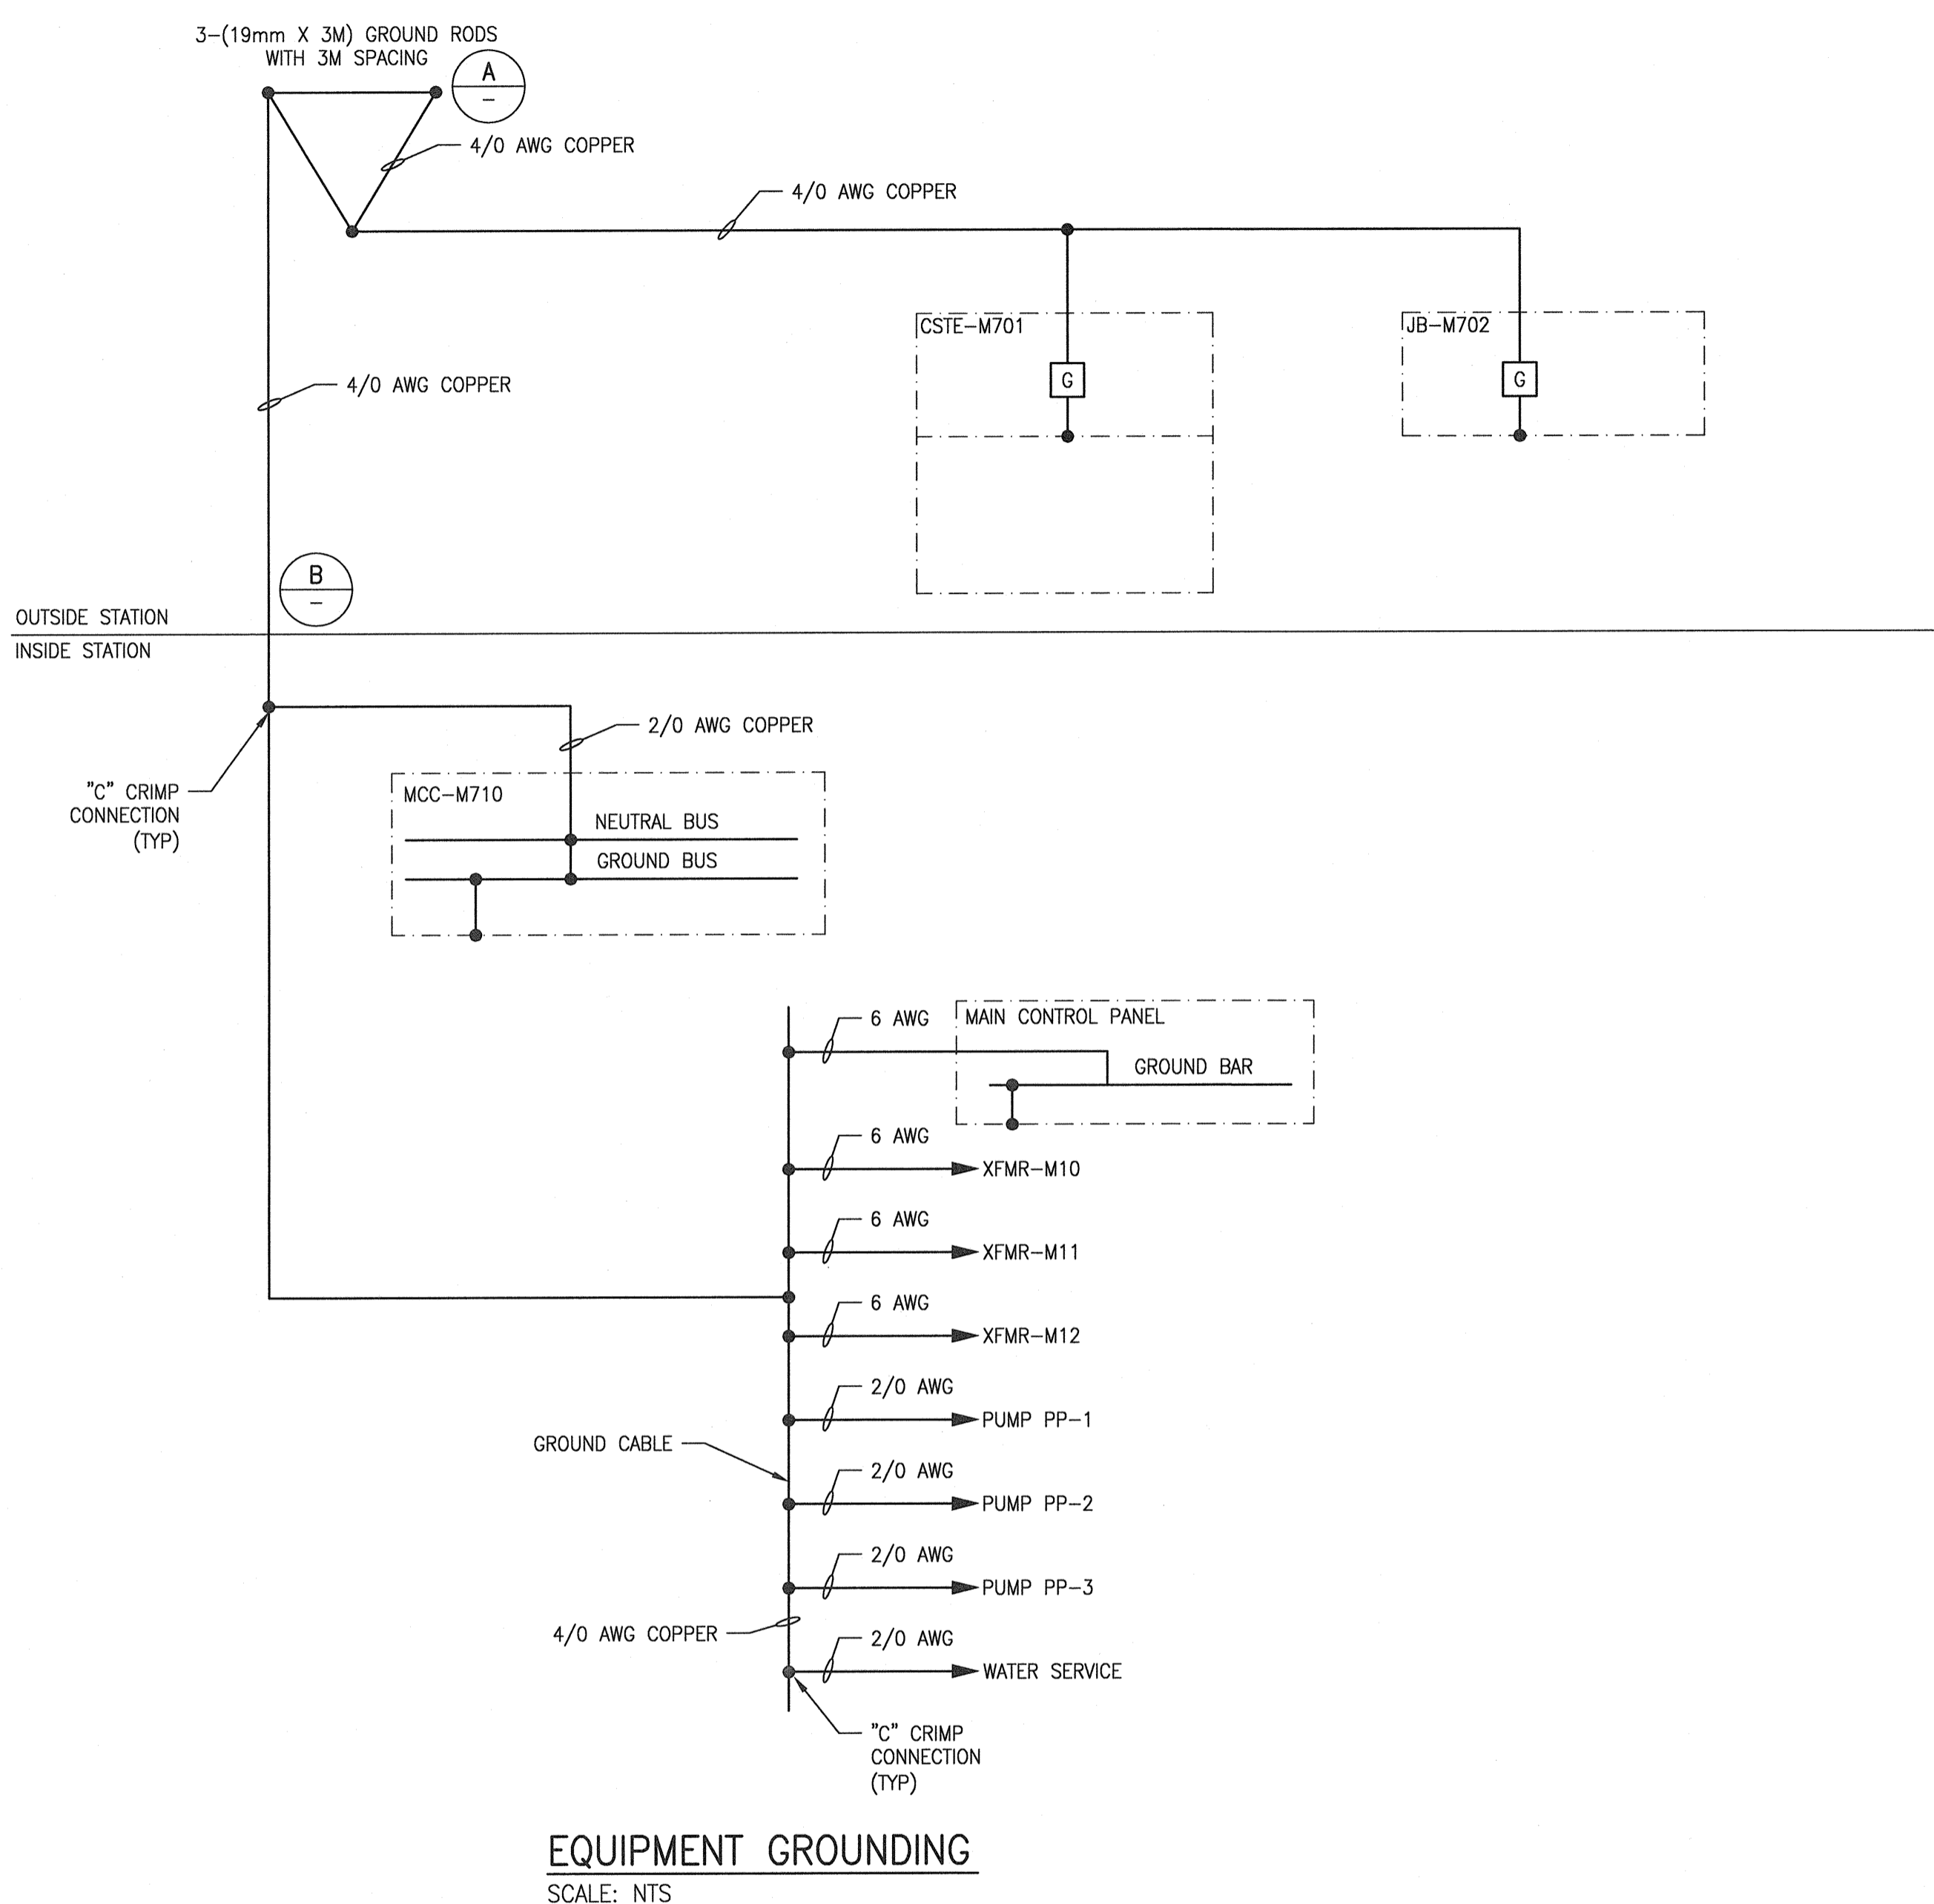 3-(19mm X 3M) GROUND RODS
WITH 3M SPACING
A
-
4/0 AWG COPPER
4/0 AWG COPPER
CSTE-M701
JB-M702
G
G
4/0 AWG COPPER
B
-
OUTSIDE STATION
INSIDE STATION
2/0 AWG COPPER
"C" CRIMP
CONNECTION
(TYP)
MCC-M710
NEUTRAL BUS
GROUND BUS
6 AWG
MAIN CONTROL PANEL
GROUND BAR
6 AWG
XFMR-M10
6 AWG
XFMR-M11
6 AWG
XFMR-M12
2/0 AWG
PUMP PP-1
GROUND CABLE
2/0 AWG
PUMP PP-2
2/0 AWG
PUMP PP-3
4/0 AWG COPPER
2/0 AWG
WATER SERVICE
"C" CRIMP
CONNECTION
(TYP)
EQUIPMENT GROUNDING
SCALE: NTS